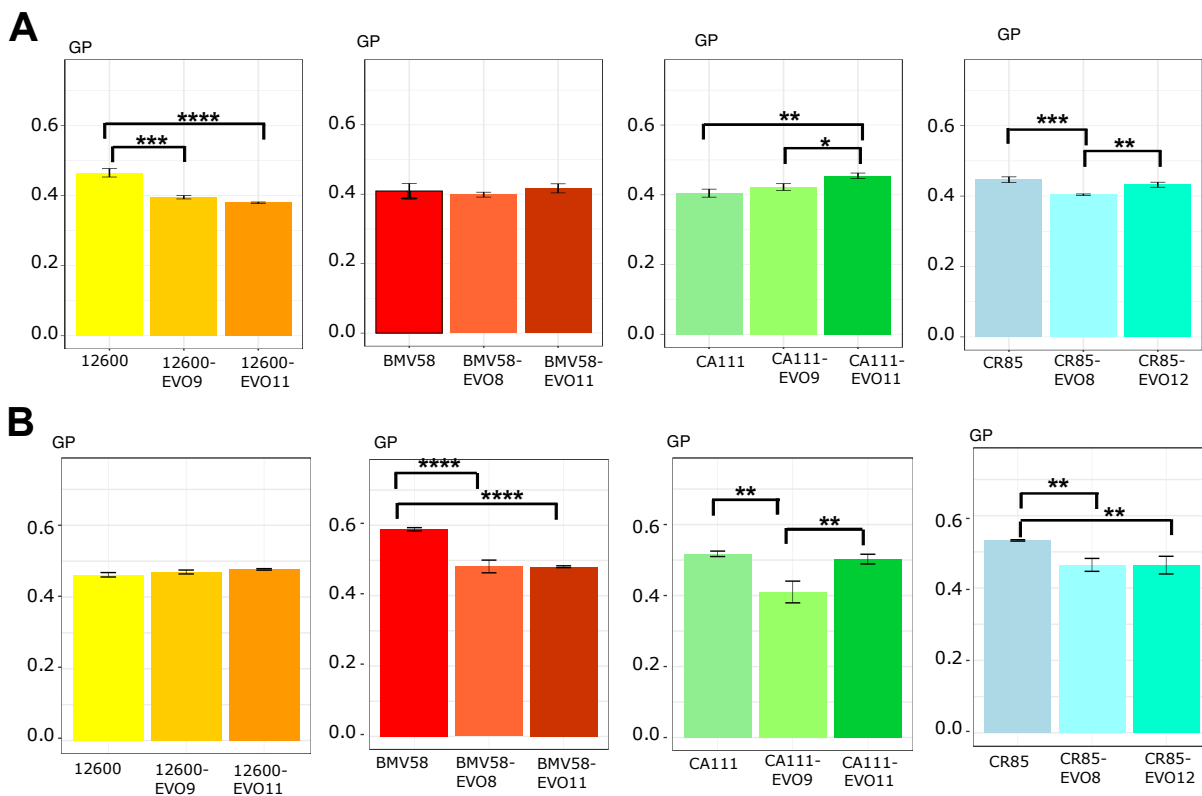 A
GP
0.6
0.4
0.2
0.0
****
***
12600
12600-
EVO9
12600-
EVO11
GP
0.6
0.4
0.2
0.0
BMV58
BMV58-
EVO8
BMV58-
EVO11
GP
0.6
0.4
0.2
0.0
**
*
CA111
CA111-
EVO9
CA111-
EVO11
GP
0.6
0.4
0.2
0.0
***
**
CR85
CR85-
EVO8
CR85-
EVO12
B
GP
0.6
0.4
0.2
0.0
12600
12600-
EVO9
12600-
EVO11
GP
0.6
0.4
0.2
0.0
****
****
BMV58
BMV58-
EVO8
BMV58-
EVO11
GP
0.6
0.4
0.2
0.0
**
**
CA111
CA111-
EVO9
CA111-
EVO11
GP
0.6
0.4
0.2
0.0
**
**
CR85
CR85-
EVO8
CR85-
EVO12